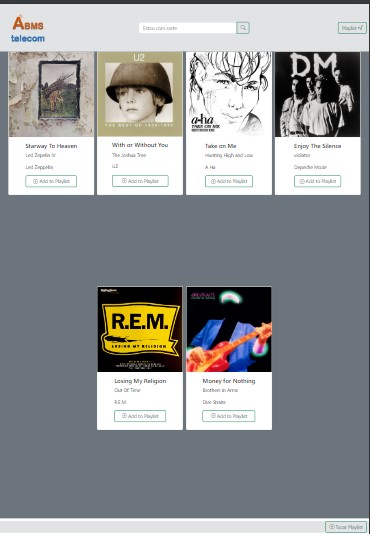 ABMS
telecom
Estou com sorte
Playlist
U2
THE BEST OF 1980-1990
a-ha
TAKE ON ME
DM
Starway To Heaven
Led Zepelin IV
Led Zeppelin
Add to Playlist
With or Without You
The Joshua Tree
U2
Add to Playlist
Take on Me
Hunting High and Low
A Ha
Add to Playlist
Enjoy The Silence
violator
Depeche Mode
Add to Playlist
R.E.M.
LOSING MY RELIGION
DIRE STRAITS
Losing My Religion
Out Of Time
R.E.M.
Add to Playlist
Money for Nothing
Brothers in Arms
Dire Straits
Add to Playlist
Tocar Playlist